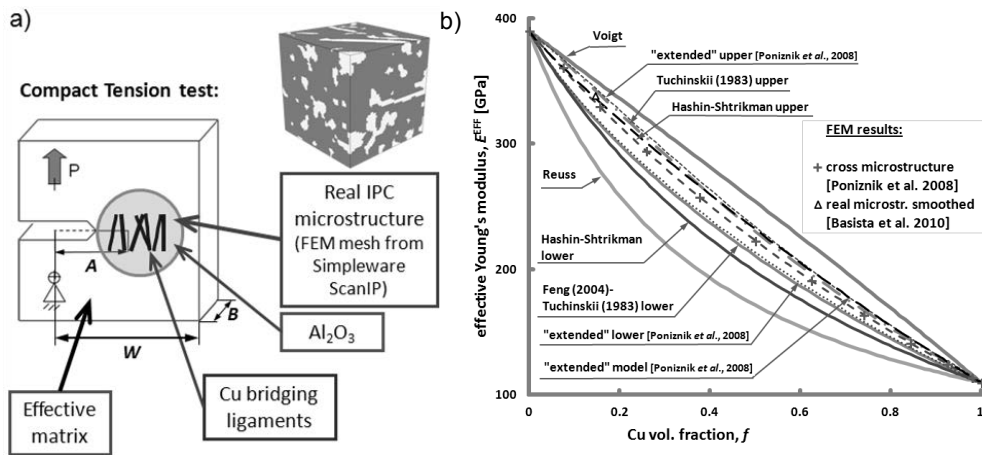 a)
Compact Tension test:
P
A
W
B
Real IPC
microstructure
(FEM mesh from
Simpleware
ScanIP)
Al2O3
Cu bridging
ligaments
Effective
matrix
b)
effective Young's modulus, E^EFF [GPa]
400
300
200
100
0
0.2
0.4
0.6
0.8
1
Cu vol. fraction, f
Voigt
"extended" upper [Poniznik et al., 2008]
Tuchinskii (1983) upper
Hashin-Shtrikman upper
Reuss
Hashin-Shtrikman
lower
Feng (2004)-
Tuchinskii (1983) lower
"extended" lower [Poniznik et al., 2008]
"extended" model [Poniznik et al., 2008]
FEM results:
+ cross microstructure
[Poniznik et al. 2008]
Δ real microstr. smoothed
[Basista et al. 2010]